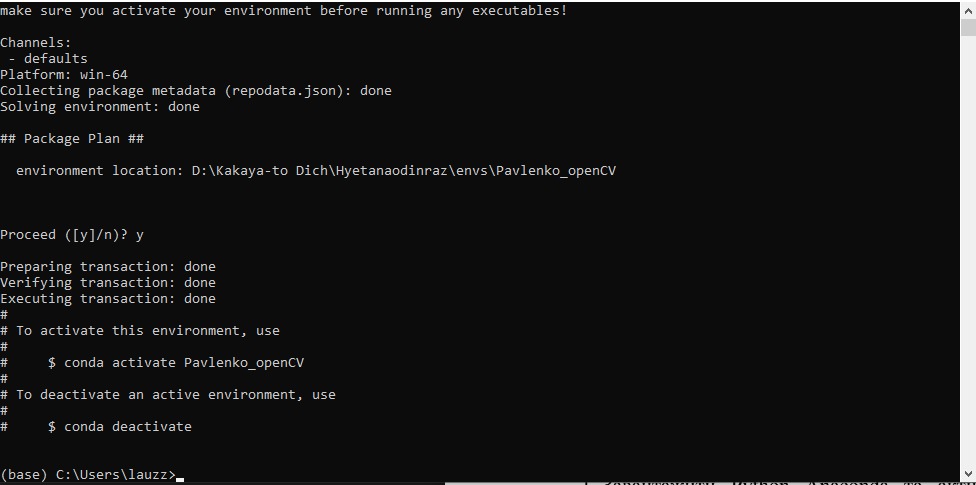 make sure you activate your environment before running any executables!
Channels:
 - defaults
Platform: win-64
Collecting package metadata (repodata.json): done
Solving environment: done
## Package Plan ##
  environment location: D:\Kakaya-to Dich\Hyetanaodinraz\envs\Pavlenko_openCV
Proceed ([y]/n)? y
Preparing transaction: done
Verifying transaction: done
Executing transaction: done
#
# To activate this environment, use
#
#     $ conda activate Pavlenko_openCV
#
# To deactivate an active environment, use
#
#     $ conda deactivate
(base) C:\Users\lauzz>